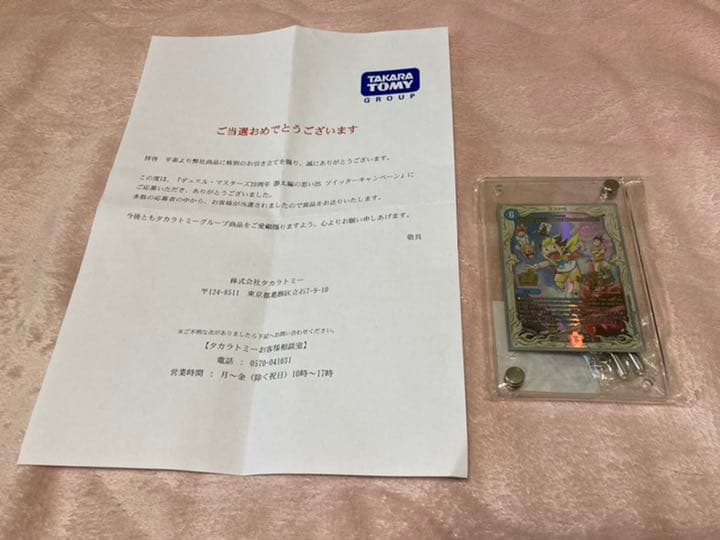 TAKARA
TOMY
GROUP
ご当選おめでとうございます
拝啓 平素より弊社商品に格別のお引き立てを賜り、誠にありがとうございます。
この度は、『デュエル・マスターズ20周年 勝太編の思い出 ツイッターキャンペーン』に
ご応募いただき、ありがとうございました。
多数の応募者の中から、お客様が当選されましたので賞品をお送りいたします。
今後ともタカラトミーグループ商品をご愛顧賜りますよう、心よりお願い申しあげます。
敬具
株式会社タカラトミー
〒124-8511 東京都葛飾区立石7-9-10
※ご不明な点がありましたら下記へお問い合わせください。
【タカラトミーお客様相談室】
電話 : 0570-041031
営業時間 : 月～金(除く祝日)10時～17時
6